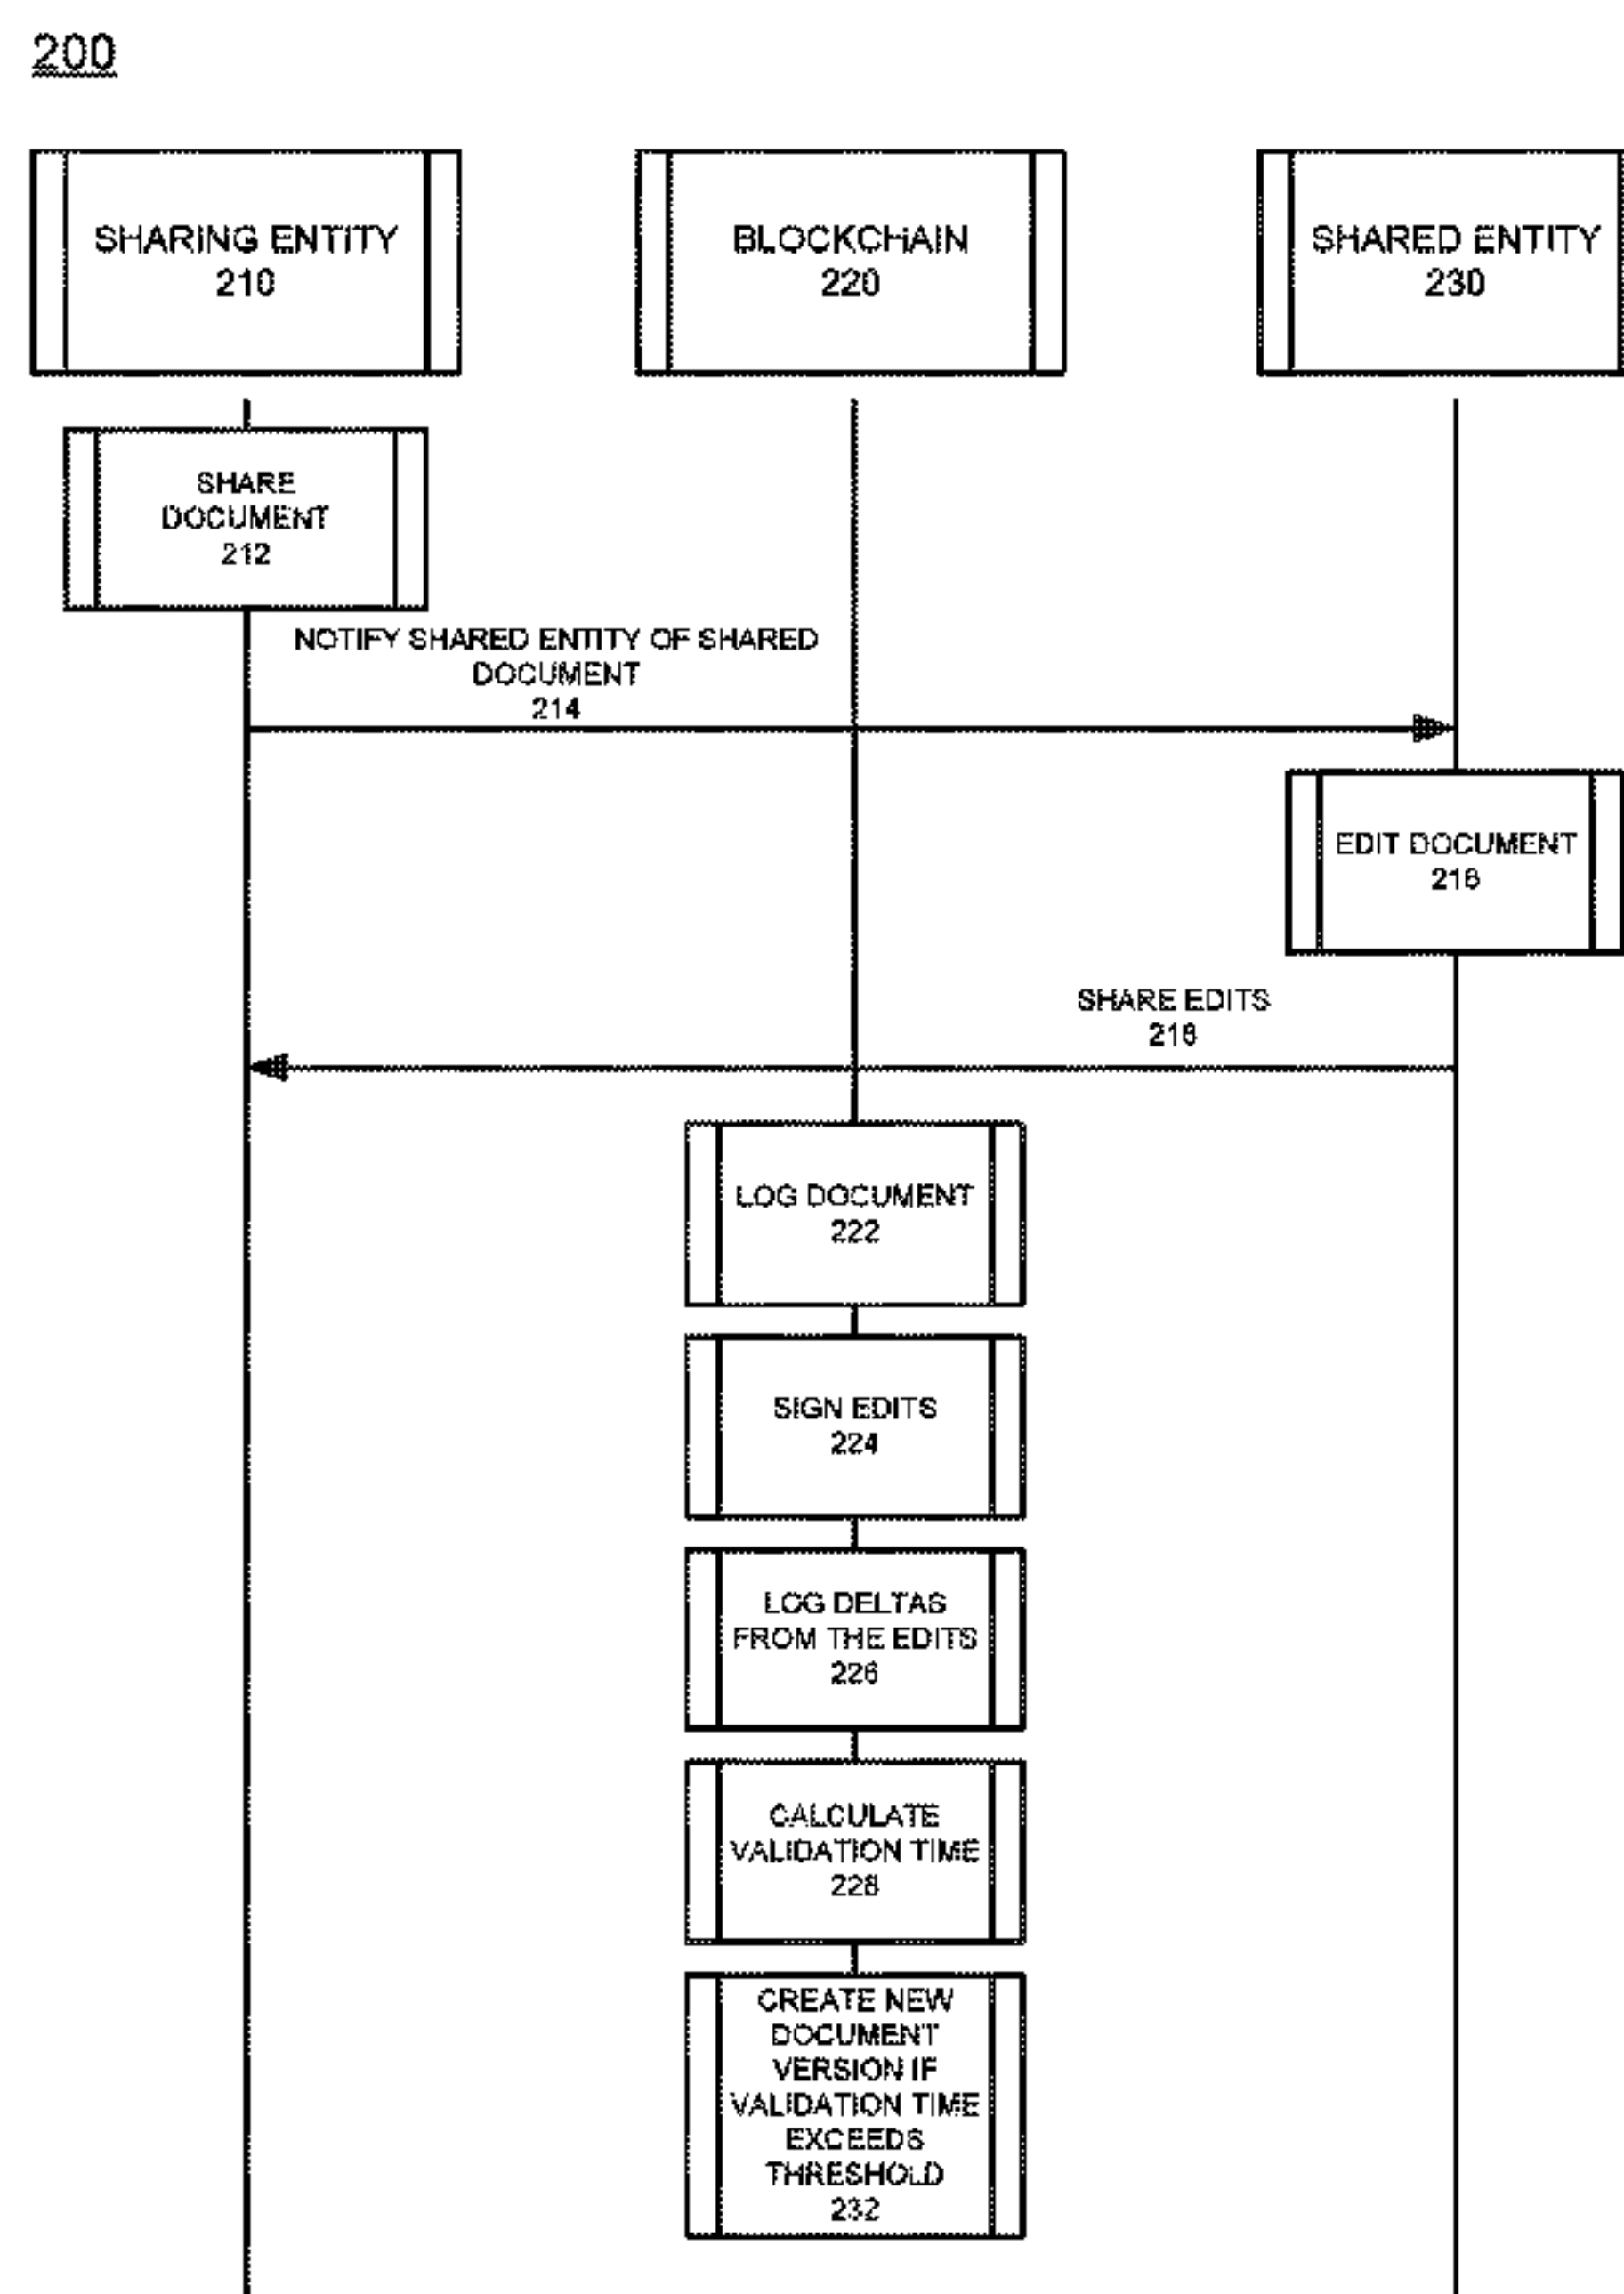 200
SHARING ENTITY
210
BLOCKCHAIN
220
SHARED ENTITY
230
SHARE
DOCUMENT
212
NOTIFY SHARED ENTITY OF SHARED
DOCUMENT
214
EDIT DOCUMENT
216
SHARE EDITS
218
LOG DOCUMENT
222
SIGN EDITS
224
LOG DELTAS
FROM THE EDITS
226
CALCULATE
VALIDATION TIME
228
CREATE NEW
DOCUMENT
VERSION IF
VALIDATION TIME
EXCEEDS
THRESHOLD
232